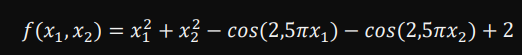 f(x₁,x₂) = x₁² + x₂² − cos(2,5πx₁) − cos(2,5πx₂) + 2